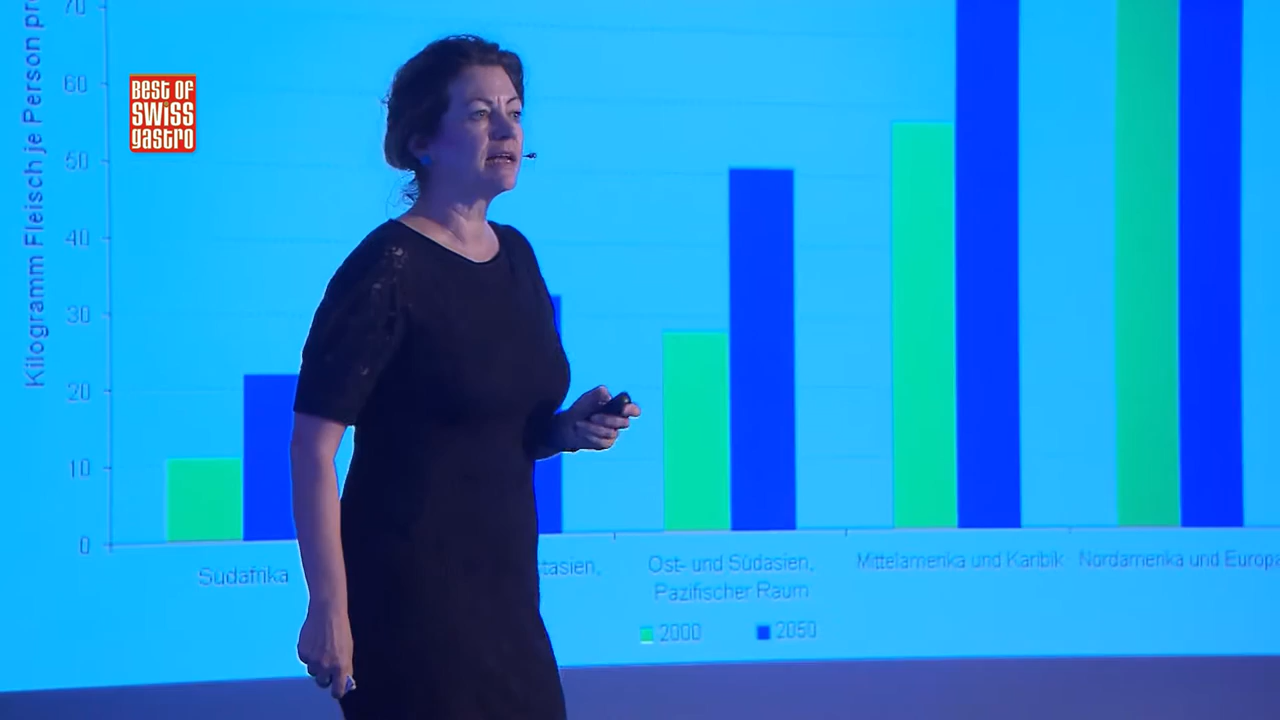 Kilogramm Fleisch je Person
70
60
50
40
30
20
10
0
BEST OF
SWiSS
gastro
Südafrika
Ost- und Südasien,
Pazifischer Raum
Mittelamerika und Karibik
Nordamerika und Europa
2000
2050